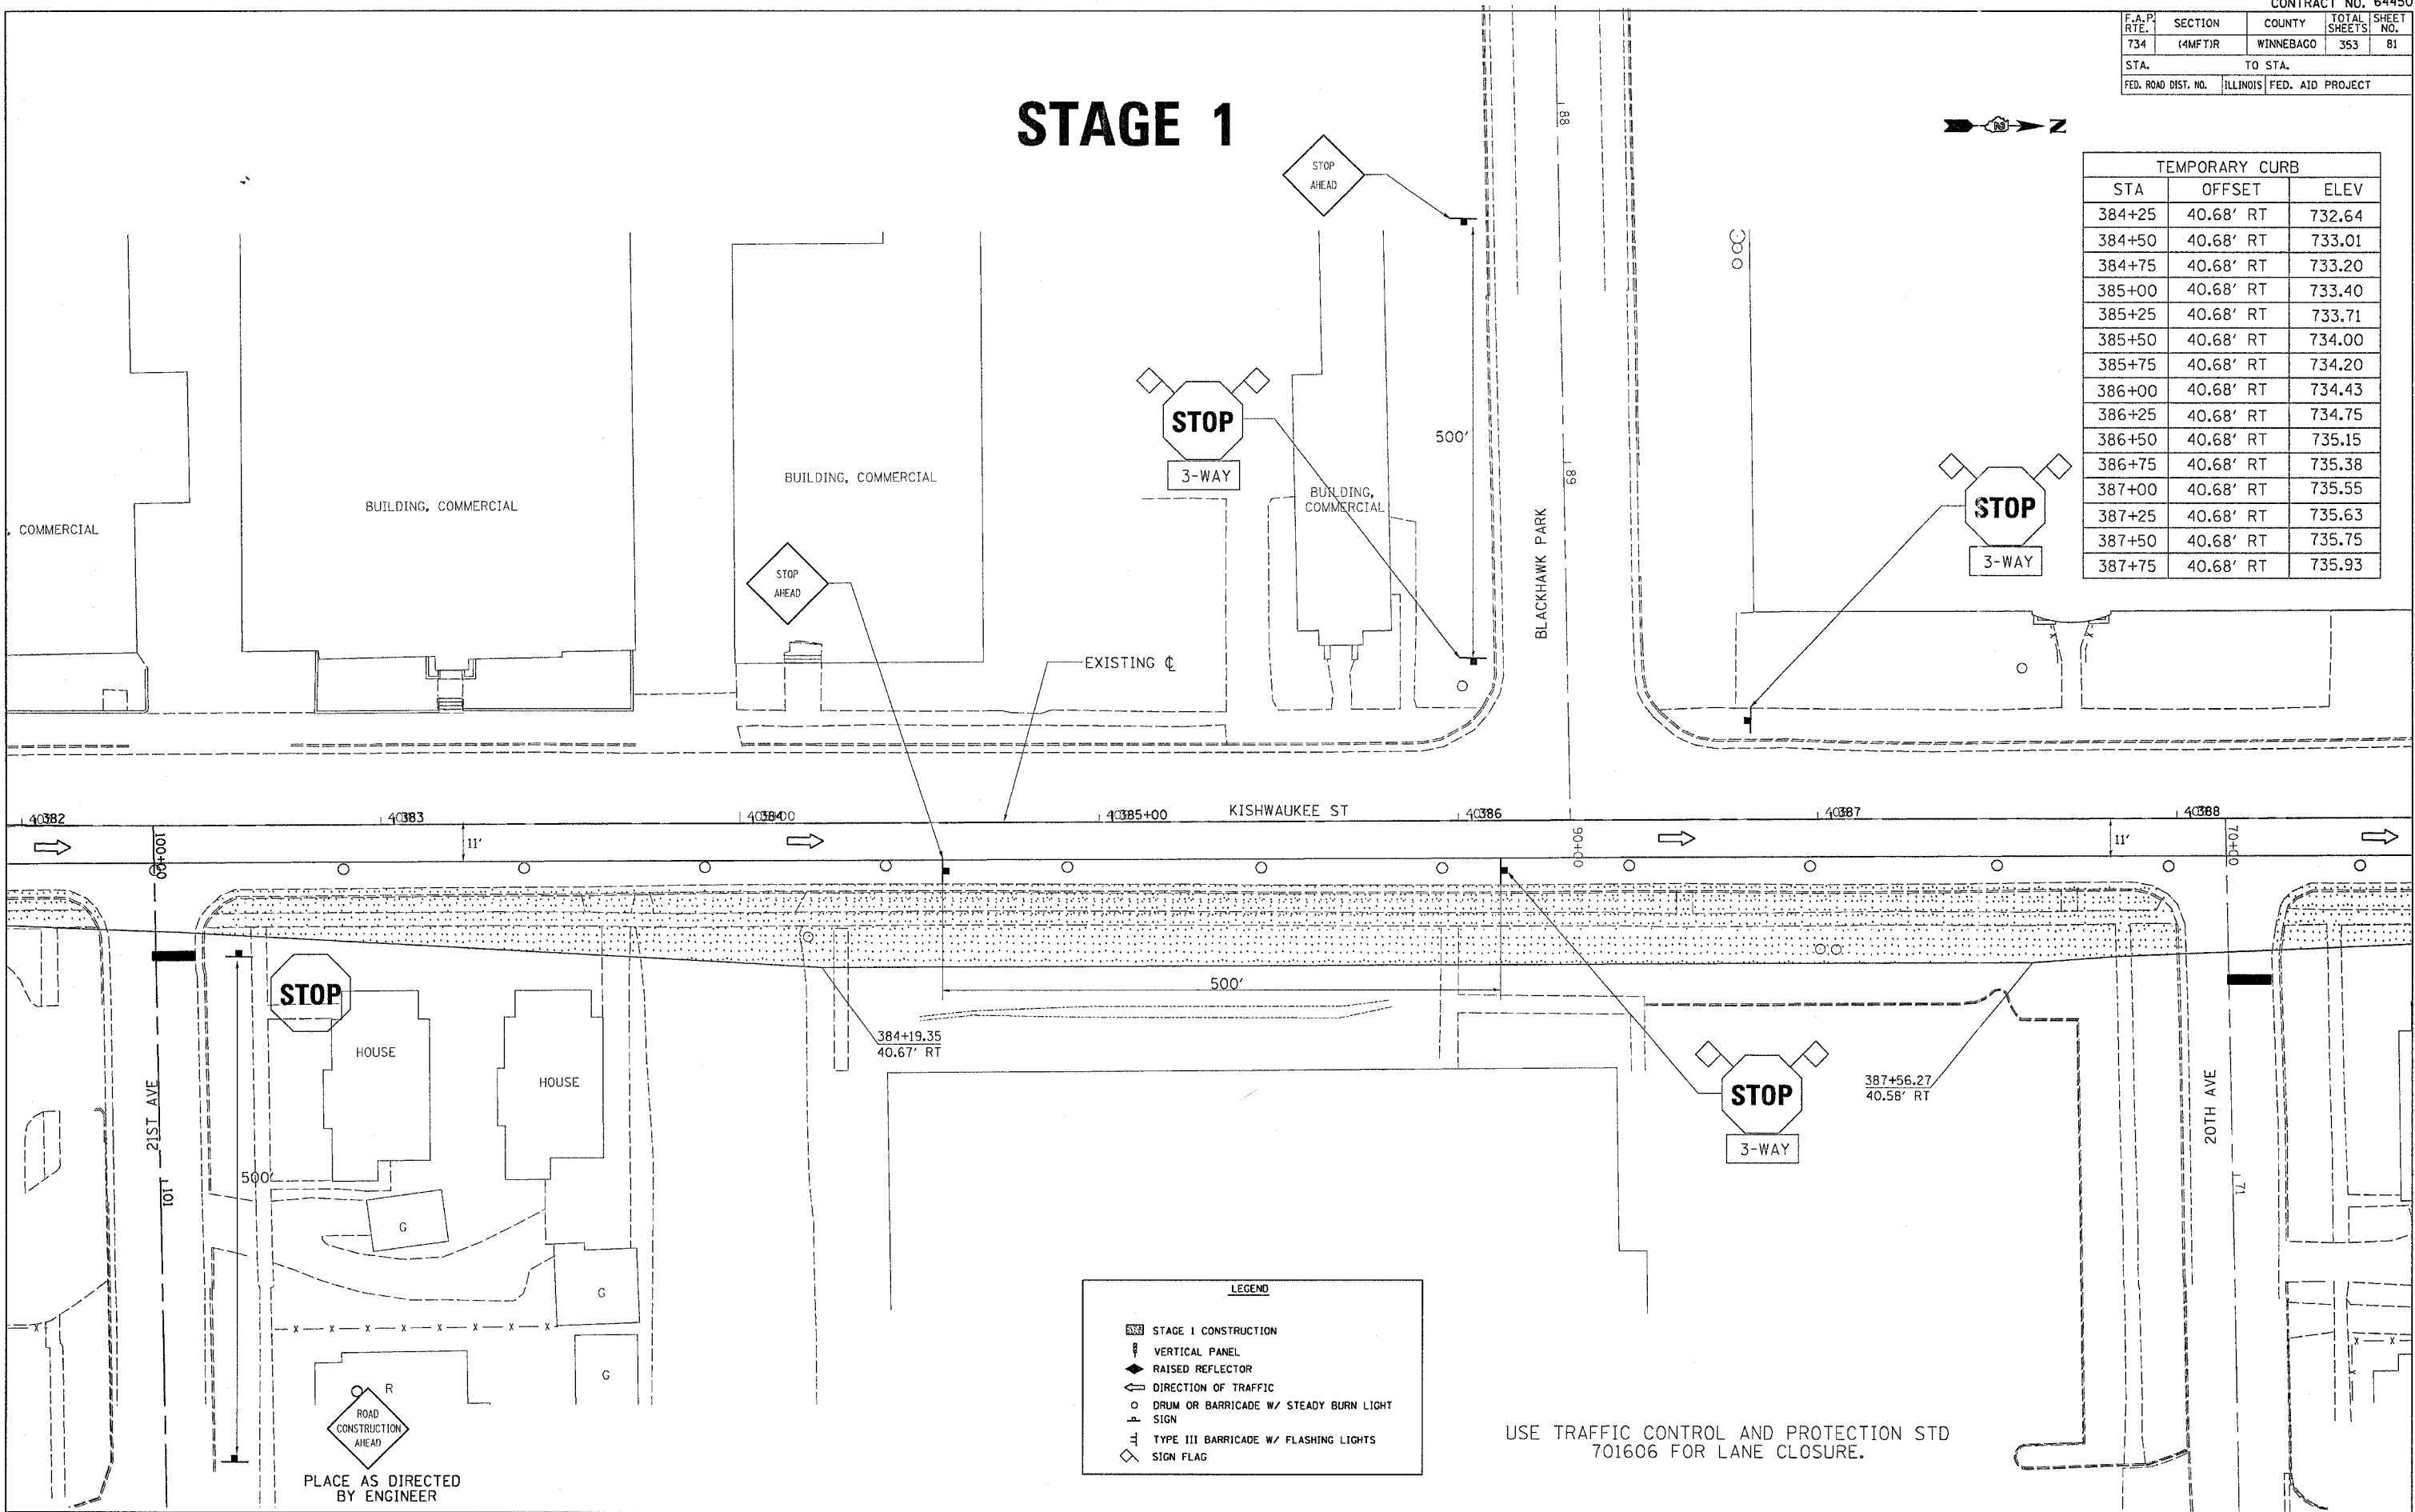 CONTRACT NO. 64450
F.A.P. RTE. SECTION COUNTY TOTAL SHEETS SHEET NO.
734 (4MFT)R WINNEBAGO 353 81
STA. TO STA.
FED. ROAD DIST. NO. ILLINOIS FED. AID PROJECT
STAGE 1
N
TEMPORARY CURB
STA OFFSET ELEV
384+25 40.68' RT 732.64
384+50 40.68' RT 733.01
384+75 40.68' RT 733.20
385+00 40.68' RT 733.40
385+25 40.68' RT 733.71
385+50 40.68' RT 734.00
385+75 40.68' RT 734.20
386+00 40.68' RT 734.43
386+25 40.68' RT 734.75
386+50 40.68' RT 735.15
386+75 40.68' RT 735.38
387+00 40.68' RT 735.55
387+25 40.68' RT 735.63
387+50 40.68' RT 735.75
387+75 40.68' RT 735.93
STOP
AHEAD
88
STOP
3-WAY
500'
89
BLACKHAWK PARK
STOP
3-WAY
, COMMERCIAL
BUILDING, COMMERCIAL
BUILDING, COMMERCIAL
BUILDING,
COMMERCIAL
STOP
AHEAD
EXISTING ℄
KISHWAUKEE ST
382
383
384
385+00
386
387
388
100+00
11'
90+00
11'
70+00
STOP
HOUSE
HOUSE
500'
384+19.35
40.67' RT
STOP
3-WAY
387+56.27
40.58' RT
21ST AVE
101
500'
20TH AVE
71
G
G
G
R
ROAD
CONSTRUCTION
AHEAD
PLACE AS DIRECTED
BY ENGINEER
LEGEND
STAGE 1 CONSTRUCTION
VERTICAL PANEL
RAISED REFLECTOR
DIRECTION OF TRAFFIC
DRUM OR BARRICADE W/ STEADY BURN LIGHT
SIGN
TYPE III BARRICADE W/ FLASHING LIGHTS
SIGN FLAG
USE TRAFFIC CONTROL AND PROTECTION STD
701606 FOR LANE CLOSURE.